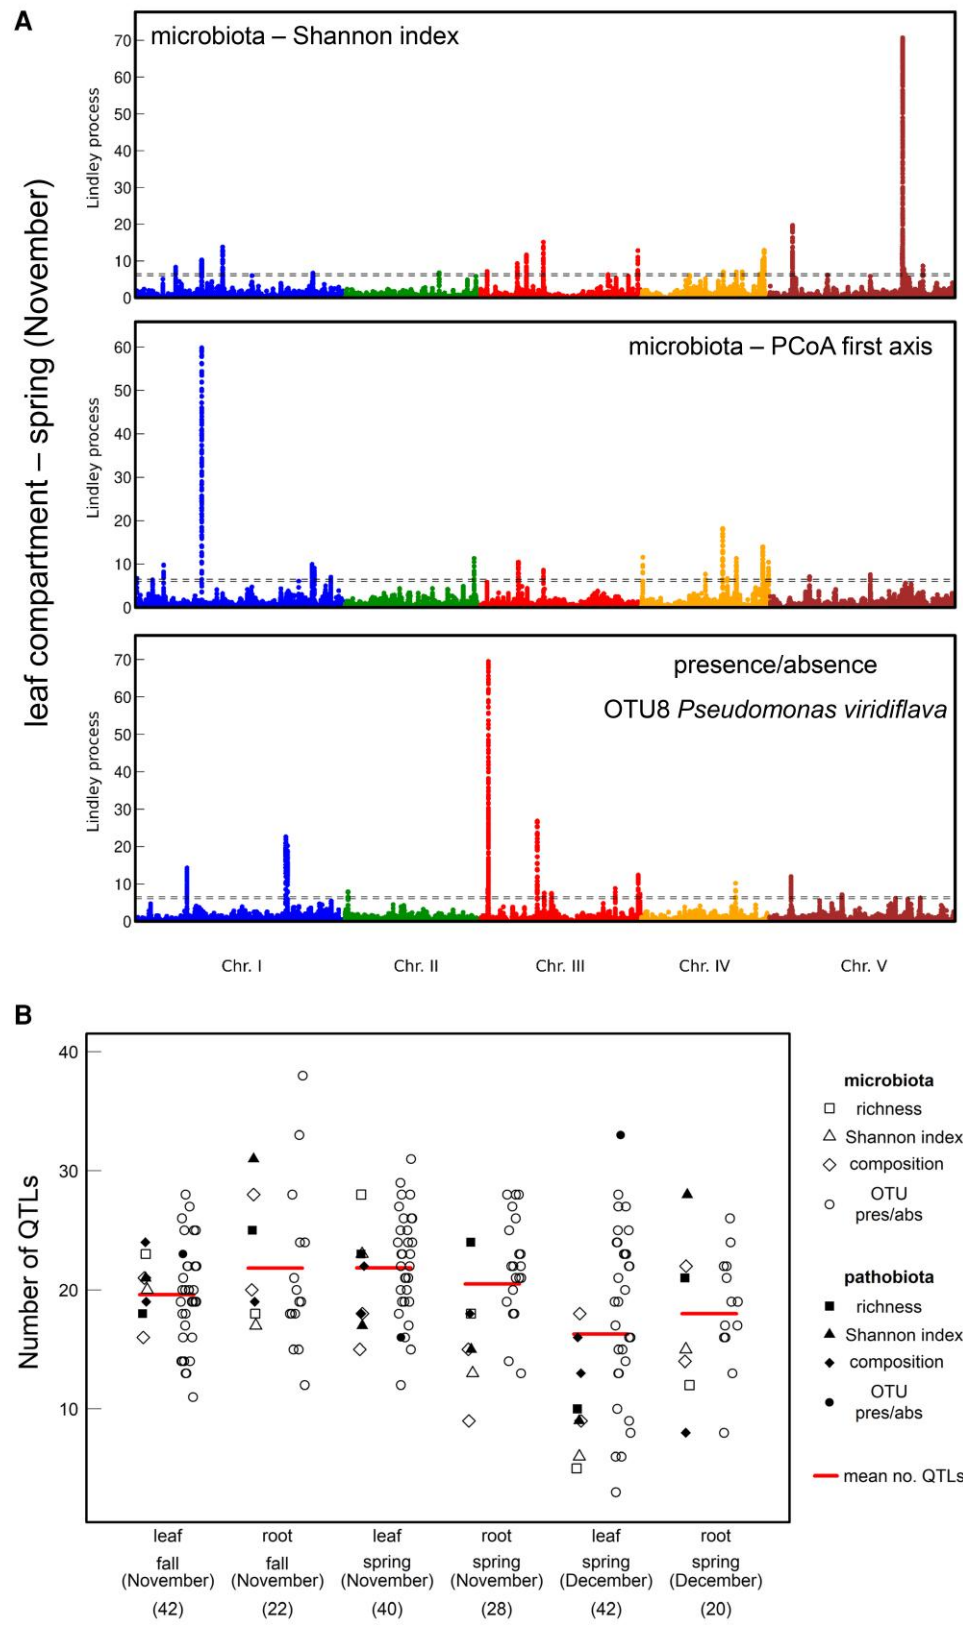 A
leaf compartment – spring (November)
microbiota – Shannon index
Lindley process
70
60
50
40
30
20
10
0
microbiota – PCoA first axis
Lindley process
60
50
40
30
20
10
0
presence/absence
OTU8 Pseudomonas viridiflava
Lindley process
70
60
50
40
30
20
10
0
Chr. I Chr. II Chr. III Chr. IV Chr. V
B
Number of QTLs
40
30
20
10
leaf root leaf root leaf root
fall fall spring spring spring spring
(November) (November) (November) (November) (December) (December)
(42) (22) (40) (28) (42) (20)
microbiota
richness
Shannon index
composition
OTU
pres/abs
pathobiota
richness
Shannon index
composition
OTU
pres/abs
mean no. QTLs